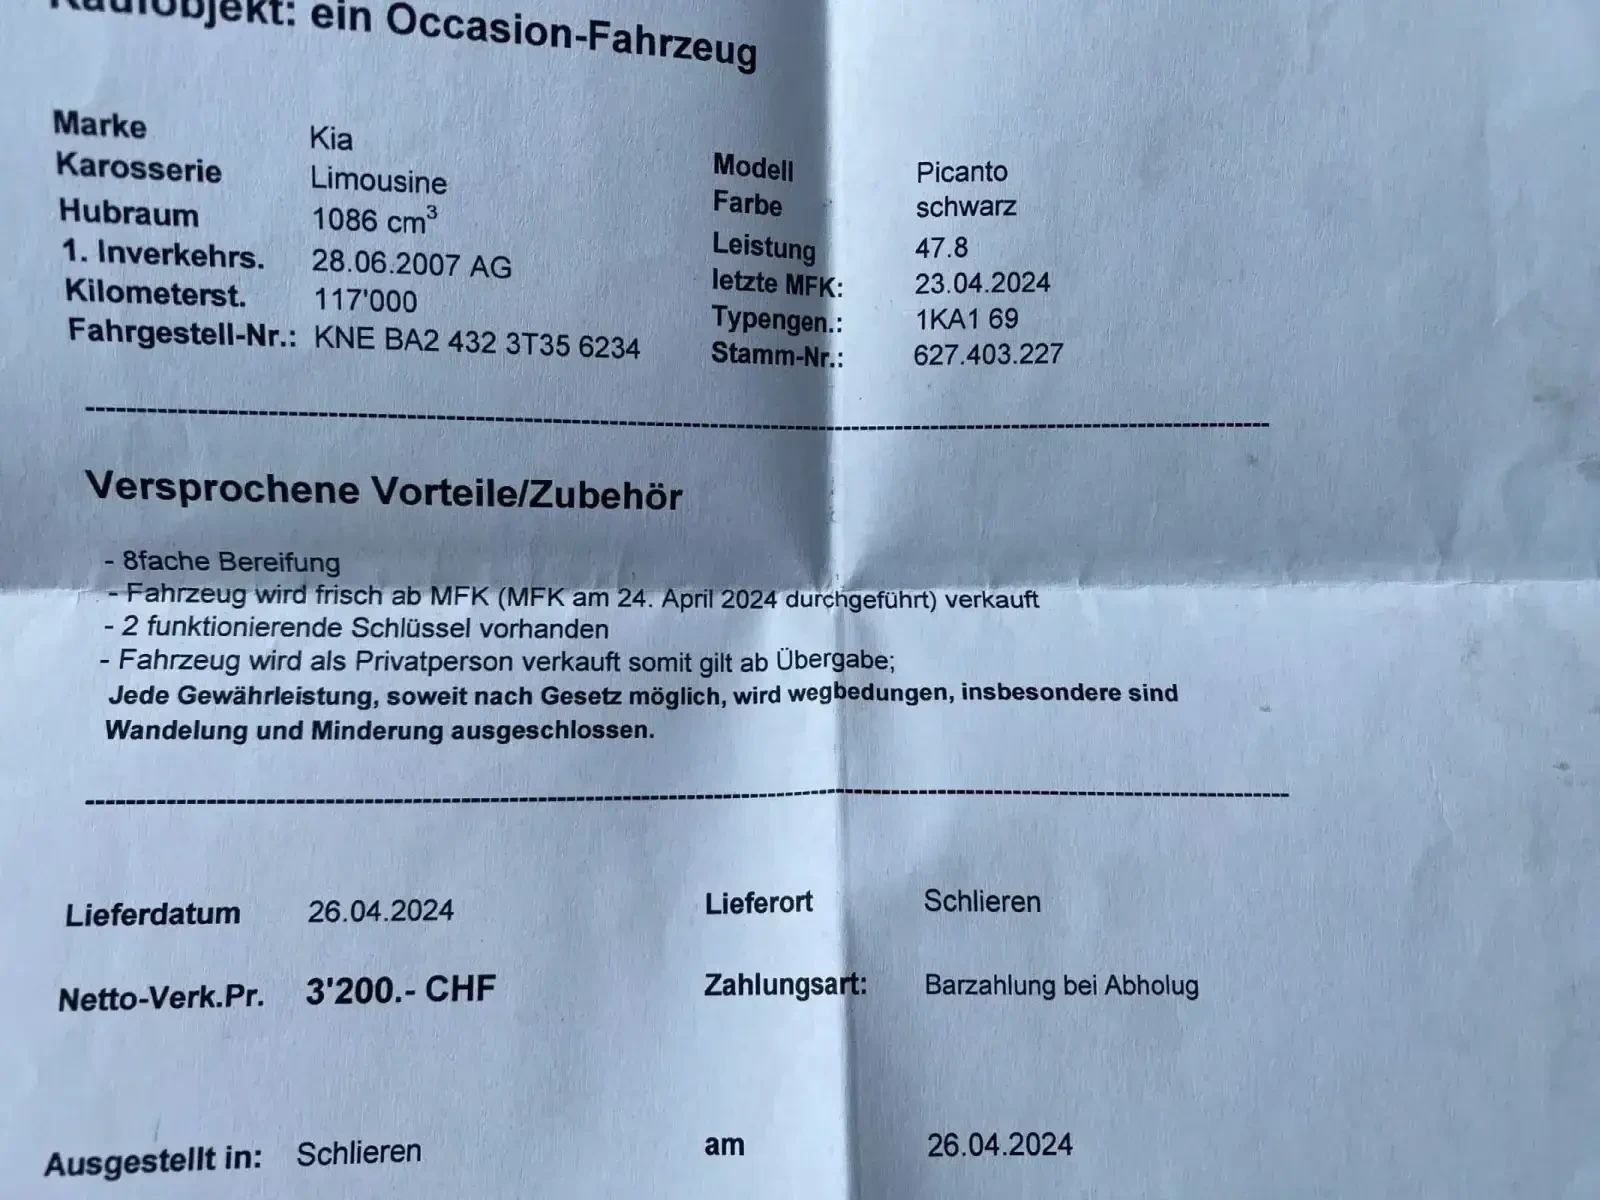 Kaufobjekt: ein Occasion-Fahrzeug
Marke Kia
Karosserie Limousine
Hubraum 1086 cm³
1. Inverkehrs. 28.06.2007 AG
Kilometerst. 117'000
Fahrgestell-Nr.: KNE BA2 432 3T35 6234
Modell Picanto
Farbe schwarz
Leistung 47.8
letzte MFK: 23.04.2024
Typengen.: 1KA1 69
Stamm-Nr.: 627.403.227
Versprochene Vorteile/Zubehör
- 8fache Bereifung
- Fahrzeug wird frisch ab MFK (MFK am 24. April 2024 durchgeführt) verkauft
- 2 funktionierende Schlüssel vorhanden
- Fahrzeug wird als Privatperson verkauft somit gilt ab Übergabe;
Jede Gewährleistung, soweit nach Gesetz möglich, wird wegbedungen, insbesondere sind
Wandelung und Minderung ausgeschlossen.
Lieferdatum 26.04.2024 Lieferort Schlieren
Netto-Verk.Pr. 3'200.- CHF Zahlungsart: Barzahlung bei Abholug
Ausgestellt in: Schlieren am 26.04.2024